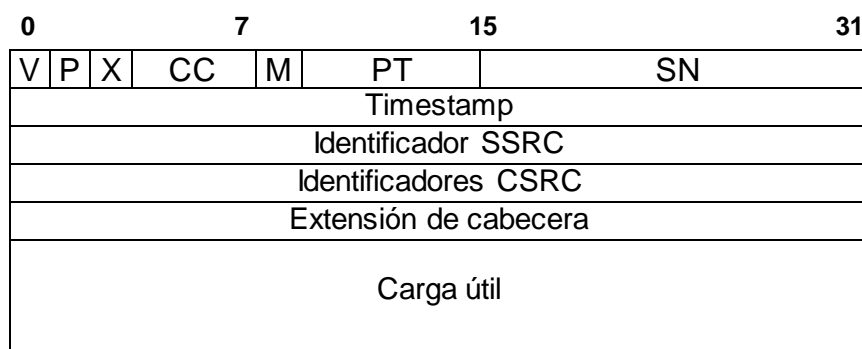 0 7 15 31
V P X CC M PT SN
Timestamp
Identificador SSRC
Identificadores CSRC
Extensión de cabecera
Carga útil